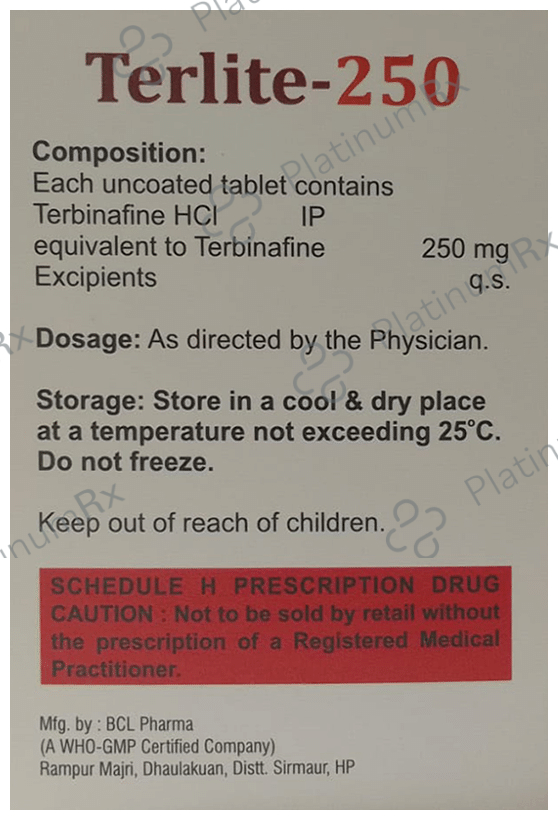 Terlite-250
Composition:
Each uncoated tablet contains
Terbinafine HCl IP
equivalent to Terbinafine 250 mg
Excipients q.s.
Dosage: As directed by the Physician.
Storage: Store in a cool & dry place
at a temperature not exceeding 25°C.
Do not freeze.
Keep out of reach of children.
SCHEDULE H PRESCRIPTION DRUG
CAUTION : Not to be sold by retail without
the prescription of a Registered Medical
Practitioner.
Mfg. by : BCL Pharma
(A WHO-GMP Certified Company)
Rampur Majri, Dhaulakuan, Distt. Sirmaur, HP
PlatinumRx
PlatinumRx